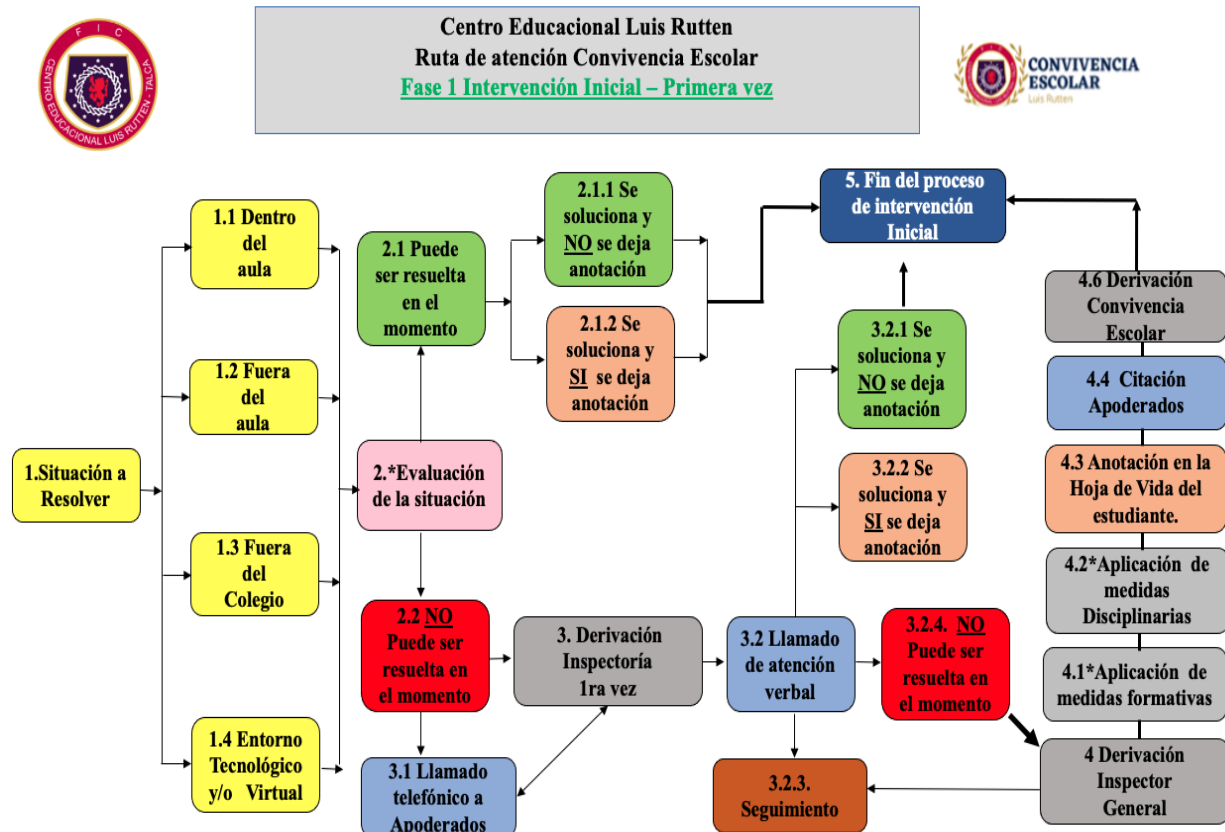 F I C
CENTRO EDUCACIONAL LUIS RUTTEN - TALCA
Centro Educacional Luis Rutten
Ruta de atención Convivencia Escolar
Fase 1 Intervención Inicial – Primera vez
CONVIVENCIA
ESCOLAR
Luis Rutten
1.Situación a
Resolver
1.1 Dentro
del
aula
1.2 Fuera
del
aula
1.3 Fuera
del
Colegio
1.4 Entorno
Tecnológico
y/o Virtual
2.*Evaluación
de la situación
2.1 Puede
ser resuelta
en el
momento
2.1.1 Se
soluciona y
NO se deja
anotación
2.1.2 Se
soluciona y
SI se deja
anotación
2.2 NO
Puede ser
resuelta en
el momento
3. Derivación
Inspectoría
1ra vez
3.1 Llamado
telefónico a
Apoderados
3.2 Llamado
de atención
verbal
3.2.1 Se
soluciona y
NO se deja
anotación
3.2.2 Se
soluciona y
SI se deja
anotación
3.2.3.
Seguimiento
3.2.4. NO
Puede ser
resuelta en
el momento
4 Derivación
Inspector
General
4.1*Aplicación de
medidas formativas
4.2*Aplicación de
medidas
Disciplinarias
4.3 Anotación en la
Hoja de Vida del
estudiante.
4.4 Citación
Apoderados
4.6 Derivación
Convivencia
Escolar
5. Fin del proceso
de intervención
Inicial